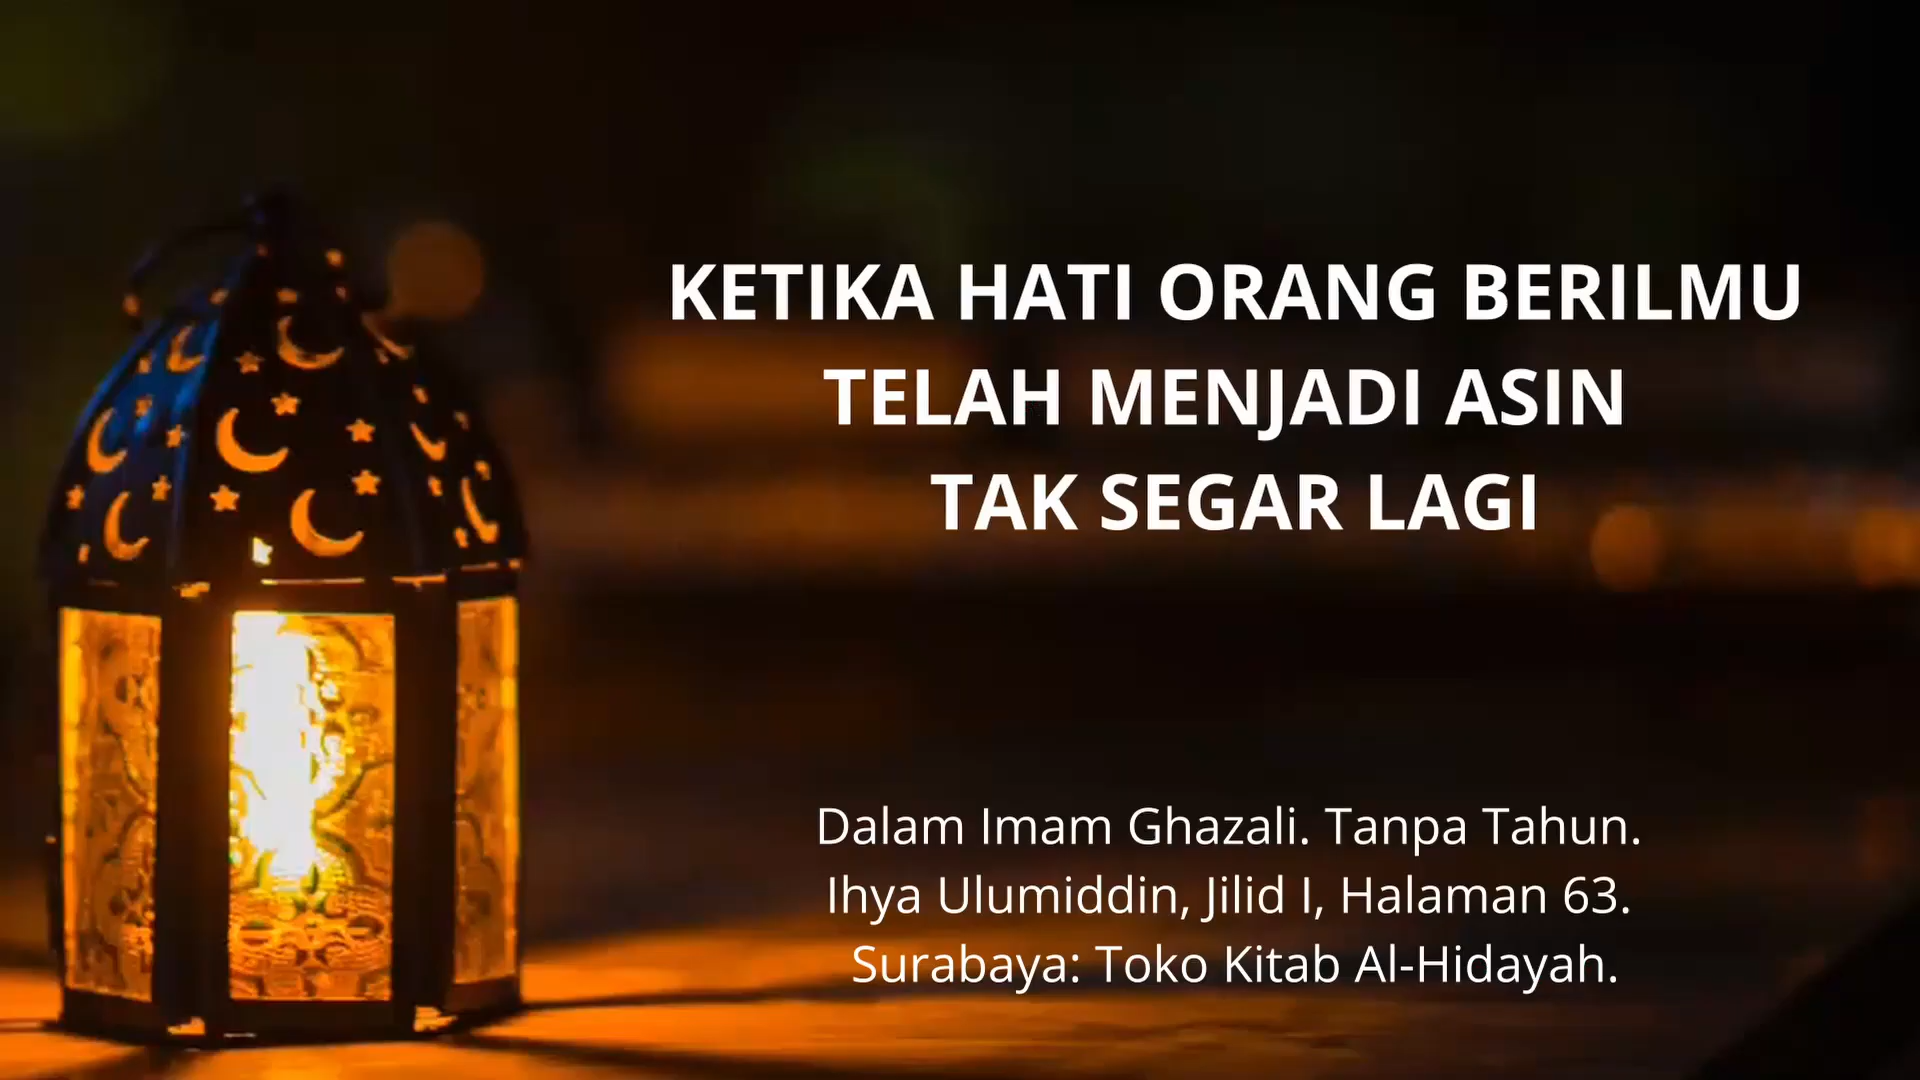 KETIKA HATI ORANG BERILMU
TELAH MENJADI ASIN
TAK SEGAR LAGI
Dalam Imam Ghazali. Tanpa Tahun.
Ihya Ulumiddin, Jilid I, Halaman 63.
Surabaya: Toko Kitab Al-Hidayah.